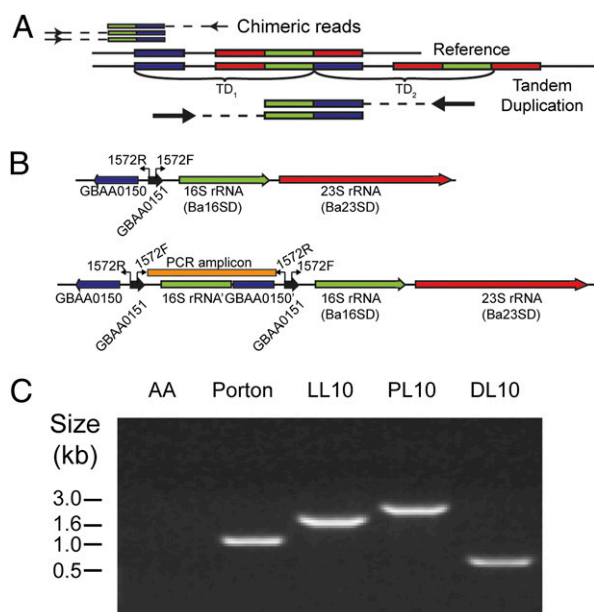 A
Chimeric reads
Reference
TD1
TD2
Tandem
Duplication
B
1572R 1572F
GBAA0150
GBAA0151
16S rRNA
(Ba16SD)
23S rRNA
(Ba23SD)
1572R 1572F PCR amplicon 1572R 1572F
GBAA0150
GBAA0151
16S rRNA' GBAA0150'
GBAA0151
16S rRNA
(Ba16SD)
23S rRNA
(Ba23SD)
C
AA Porton LL10 PL10 DL10
Size
(kb)
3.0
1.6
1.0
0.5